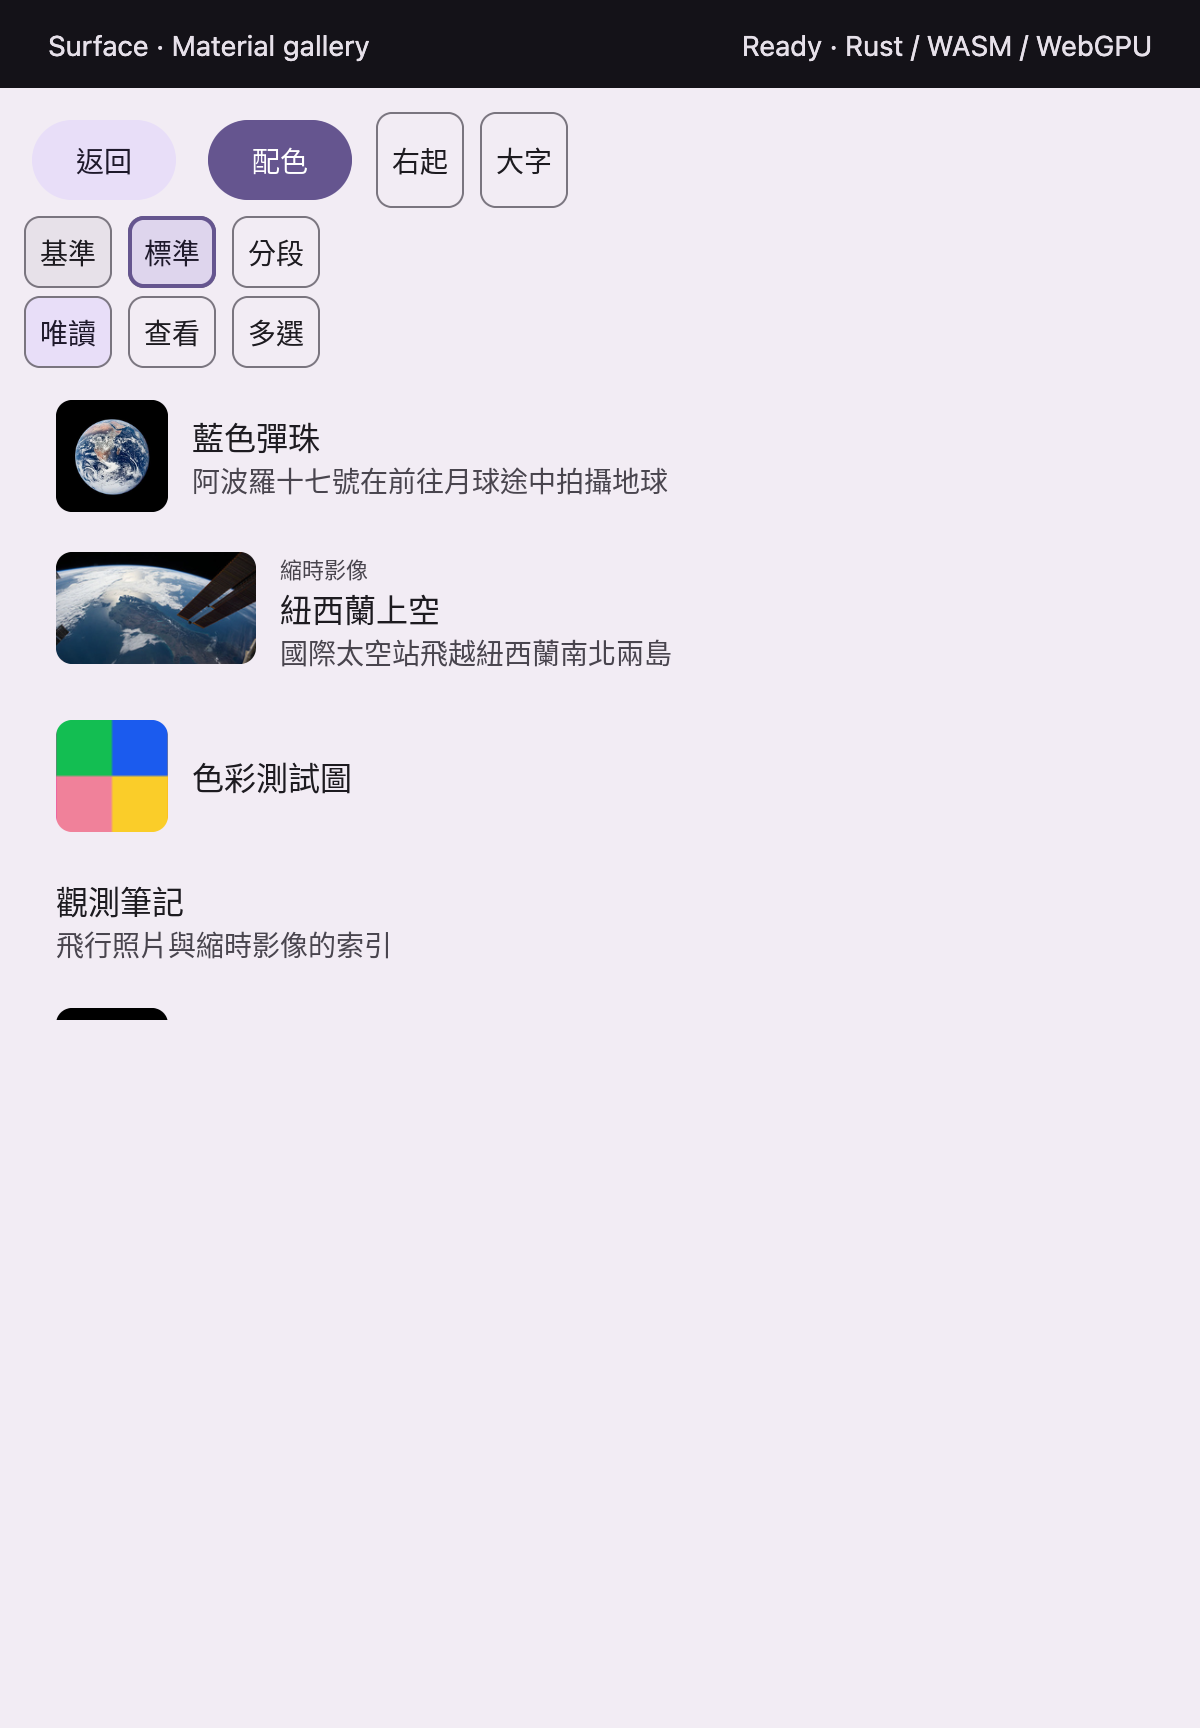 Surface · Material gallery
Ready · Rust / WASM / WebGPU
返回 配色 右起 大字
基準 標準 分段
唯讀 查看 多選
藍色彈珠
阿波羅十七號在前往月球途中拍攝地球
縮時影像
紐西蘭上空
國際太空站飛越紐西蘭南北兩島
色彩測試圖
觀測筆記
飛行照片與縮時影像的索引